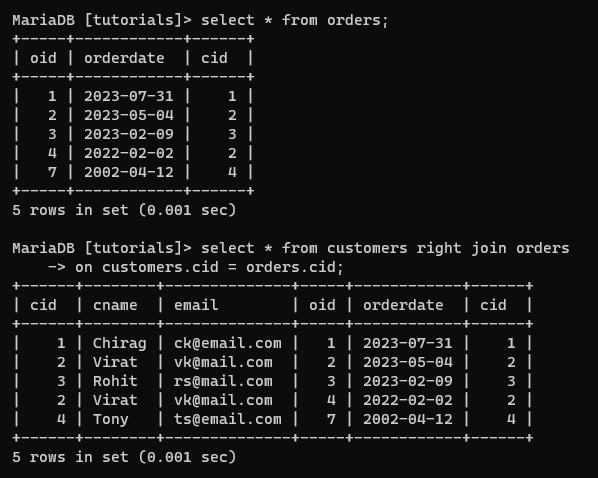 MariaDB [tutorials]> select * from orders;
+-----+------------+------+
| oid | orderdate  | cid  |
+-----+------------+------+
|   1 | 2023-07-31 |    1 |
|   2 | 2023-05-04 |    2 |
|   3 | 2023-02-09 |    3 |
|   4 | 2022-02-02 |    2 |
|   7 | 2002-04-12 |    4 |
+-----+------------+------+
5 rows in set (0.001 sec)

MariaDB [tutorials]> select * from customers right join orders
    -> on customers.cid = orders.cid;
+------+--------+--------------+-----+------------+------+
| cid  | cname  | email        | oid | orderdate  | cid  |
+------+--------+--------------+-----+------------+------+
|    1 | Chirag | ck@email.com |   1 | 2023-07-31 |    1 |
|    2 | Virat  | vk@mail.com  |   2 | 2023-05-04 |    2 |
|    3 | Rohit  | rs@mail.com  |   3 | 2023-02-09 |    3 |
|    2 | Virat  | vk@mail.com  |   4 | 2022-02-02 |    2 |
|    4 | Tony   | ts@email.com |   7 | 2002-04-12 |    4 |
+------+--------+--------------+-----+------------+------+
5 rows in set (0.001 sec)